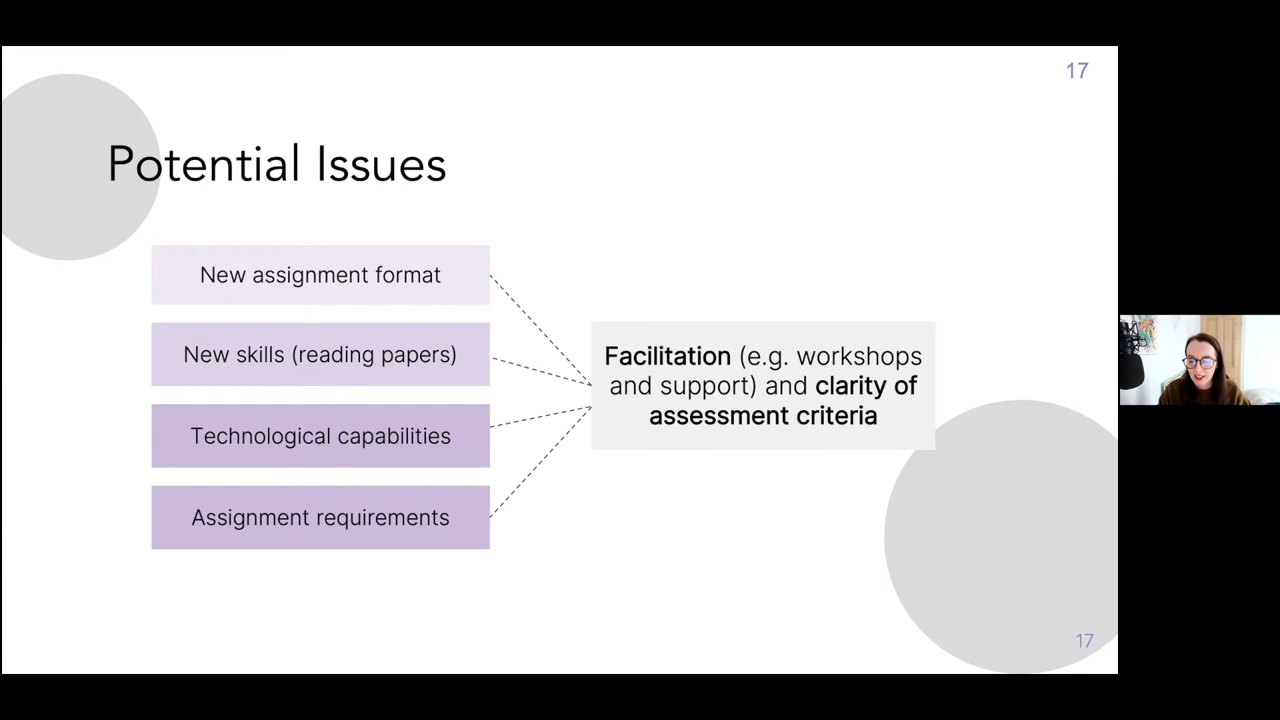 17
Potential Issues
New assignment format
New skills (reading papers)
Technological capabilities
Assignment requirements
Facilitation (e.g. workshops
and support) and clarity of
assessment criteria
17